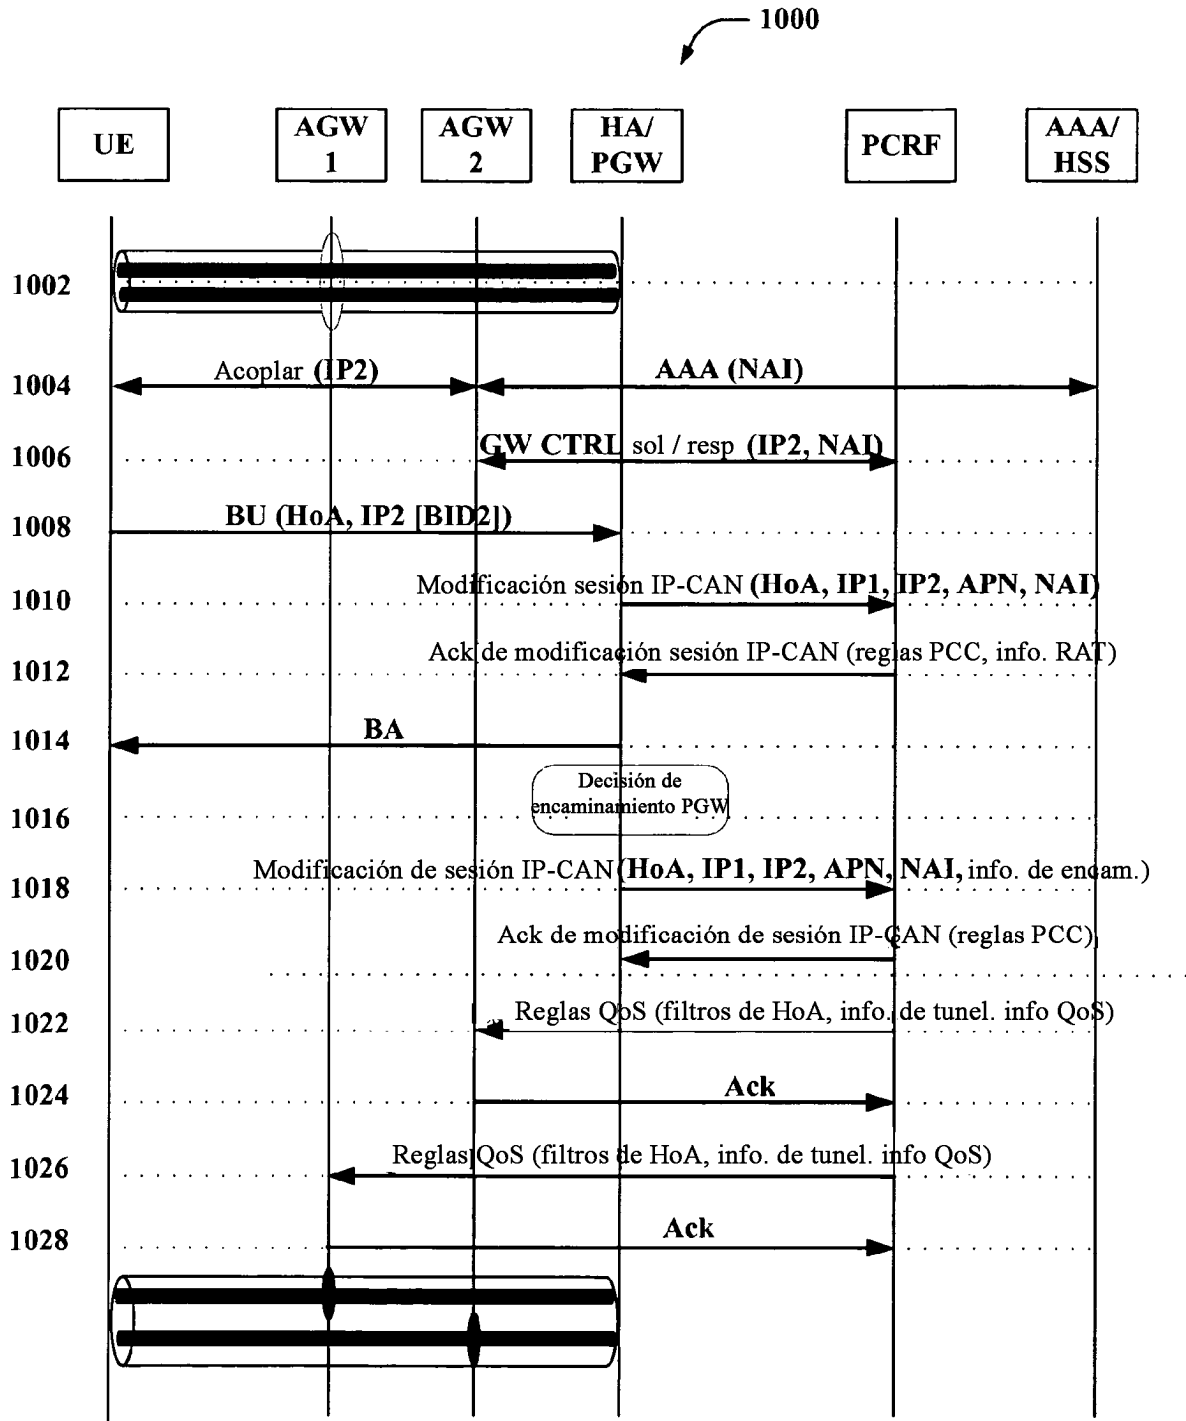 1000
UE
AGW
1
AGW
2
HA/
PGW
PCRF
AAA/
HSS
1002
1004
Acoplar (IP2)
AAA (NAI)
1006
GW CTRL sol / resp (IP2, NAI)
1008
BU (HoA, IP2 [BID2])
1010
Modificación sesión IP-CAN (HoA, IP1, IP2, APN, NAI)
1012
Ack de modificación sesión IP-CAN (reglas PCC, info. RAT)
1014
BA
1016
Decisión de
encaminamiento PGW
1018
Modificación de sesión IP-CAN (HoA, IP1, IP2, APN, NAI, info. de encam.)
1020
Ack de modificación de sesión IP-CAN (reglas PCC)
1022
Reglas QoS (filtros de HoA, info. de tunel. info QoS)
1024
Ack
1026
Reglas QoS (filtros de HoA, info. de tunel. info QoS)
1028
Ack